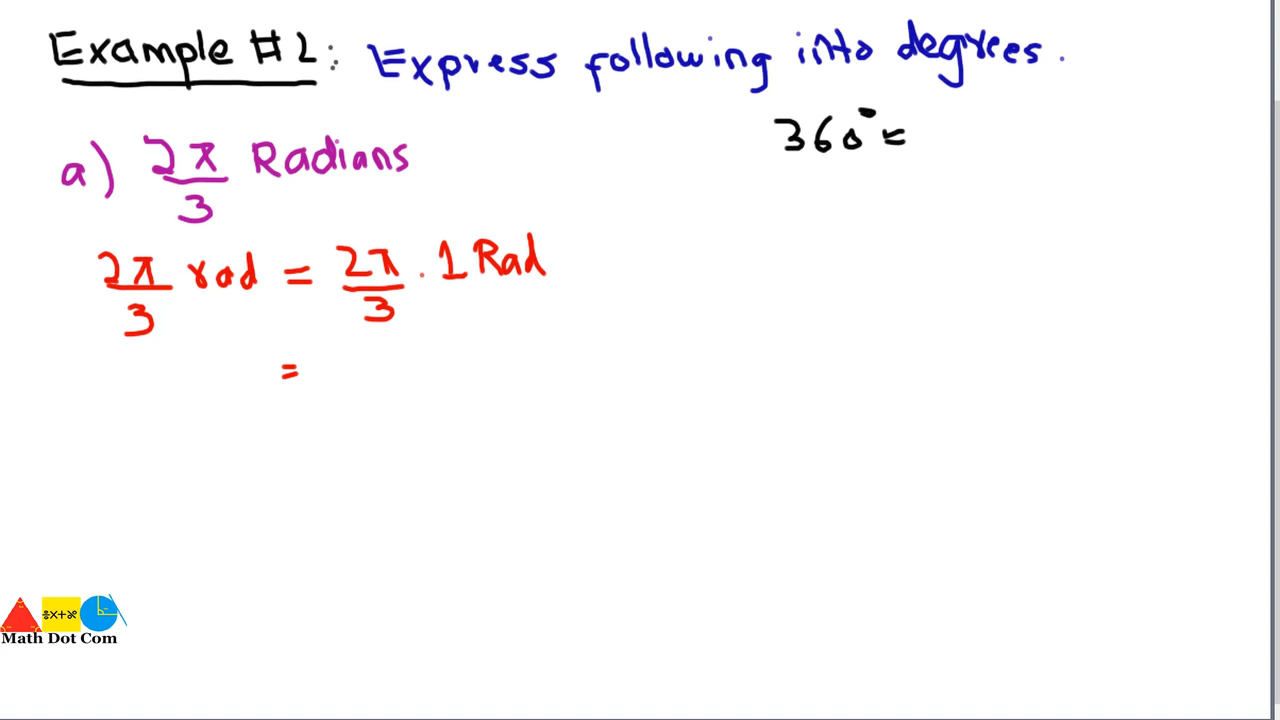 Example #2: Express following into degrees.
360° =
a) 2π/3 Radians
2π/3 rad = 2π/3 . 1 Rad
=
÷x+
Math Dot Com